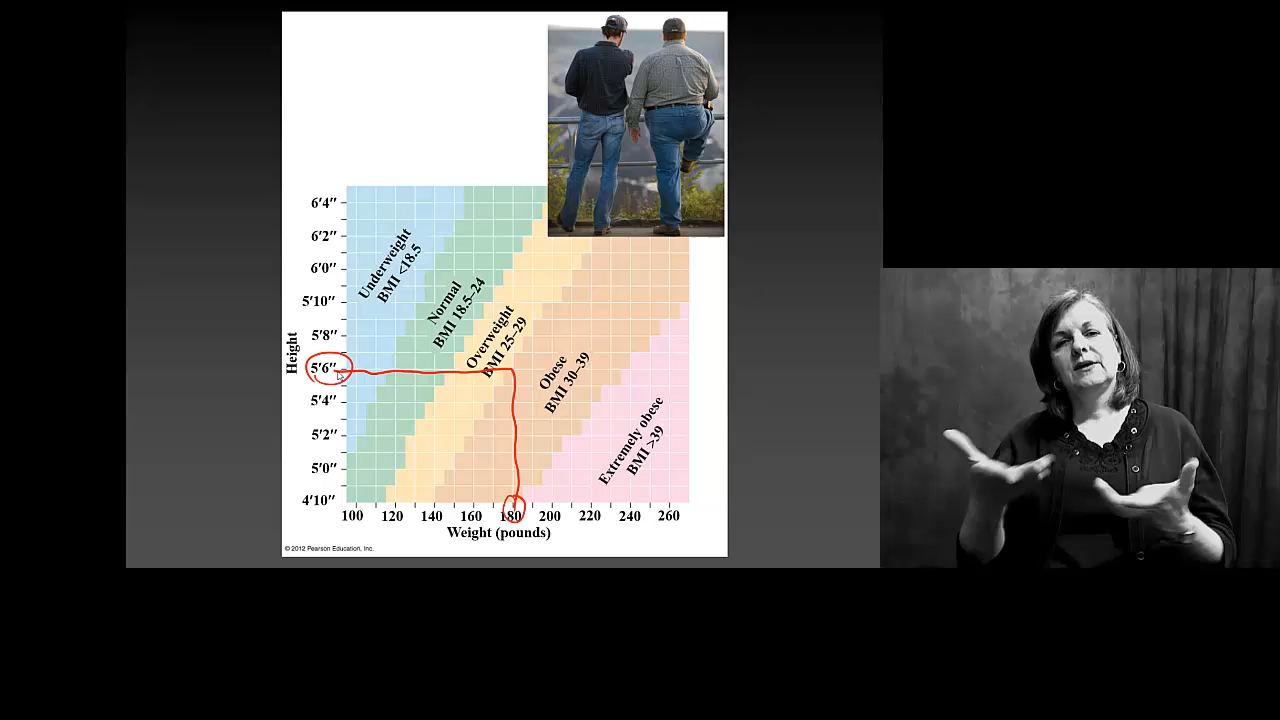 6′4″
6′2″
6′0″
5′10″
5′8″
5′6″
5′4″
5′2″
5′0″
4′10″
Height
Underweight
BMI <18.5
Normal
BMI 18.5–24
Overweight
BMI 25–29
Obese
BMI 30–39
Extremely obese
BMI >39
100 120 140 160 180 200 220 240 260
Weight (pounds)
© 2012 Pearson Education, Inc.